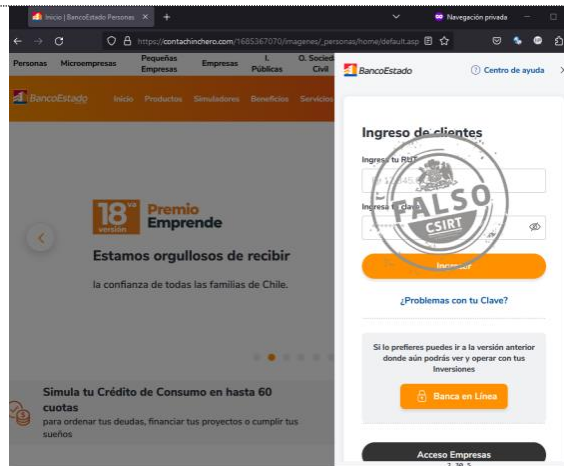 Inicio | BancoEstado Personas
Navegación privada
https://contachinchero.com/1685367070/imagenes/_personas/home/default.asp
Personas Microempresas Pequeñas Empresas Empresas I. Públicas O. Socied Civil
BancoEstado Inicio Productos Simuladores Beneficios Servicios
BancoEstado
Centro de ayuda
18va versión
Premio
Emprende
Estamos orgullosos de recibir
la confianza de todas las familias de Chile.
Simula tu Crédito de Consumo en hasta 60
cuotas
para ordenar tus deudas, financiar tus proyectos o cumplir tus
sueños
Ingreso de clientes
Ingresa tu RUT
Ingresa tu clave
FALSO
CSIRT
Ingresar
¿Problemas con tu Clave?
Si lo prefieres puedes ir a la versión anterior
donde aún podrás ver y operar con tus
Inversiones
Banca en Línea
Acceso Empresas